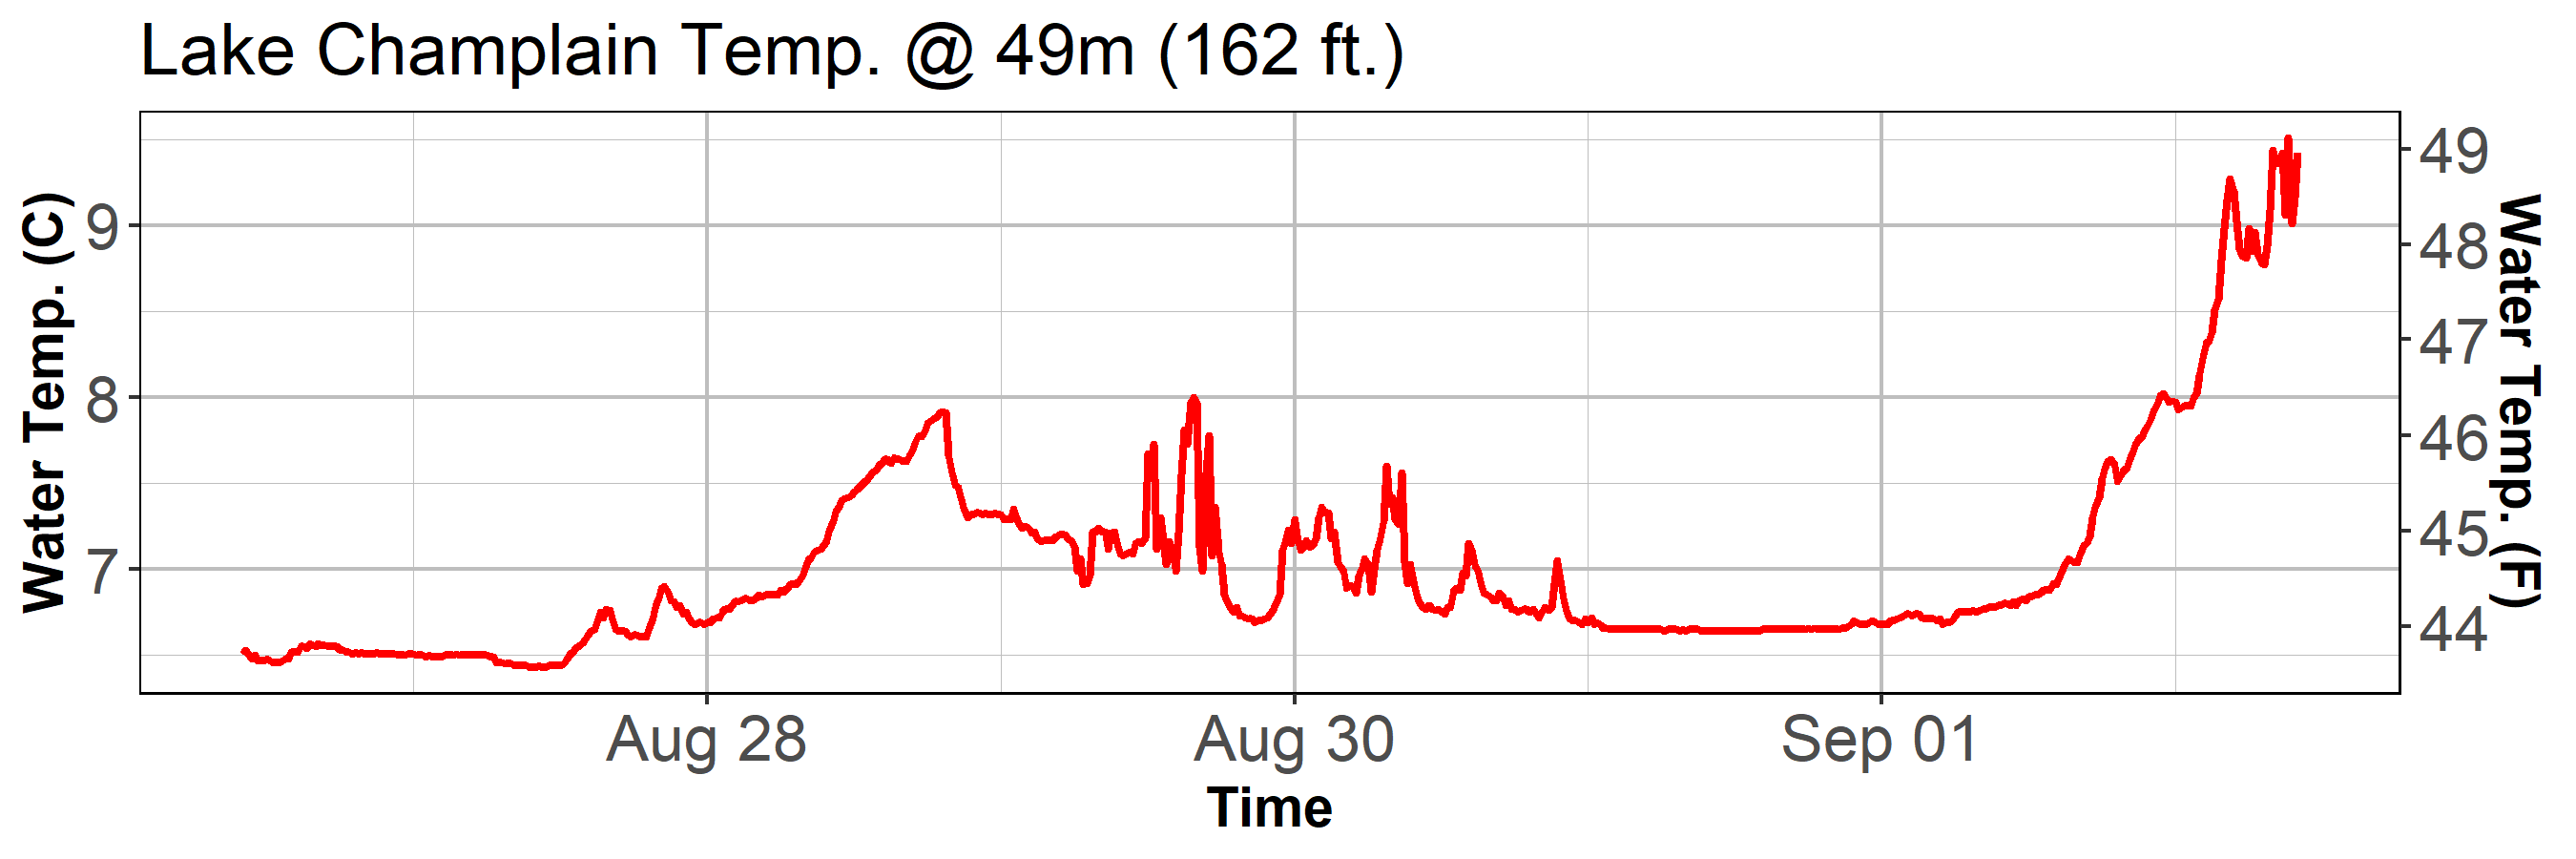 Lake Champlain Temp. @ 49m (162 ft.)
Water Temp. (C)
9
8
7
49
48
47
46
45
44
Water Temp. (F)
Aug 28
Aug 30
Sep 01
Time